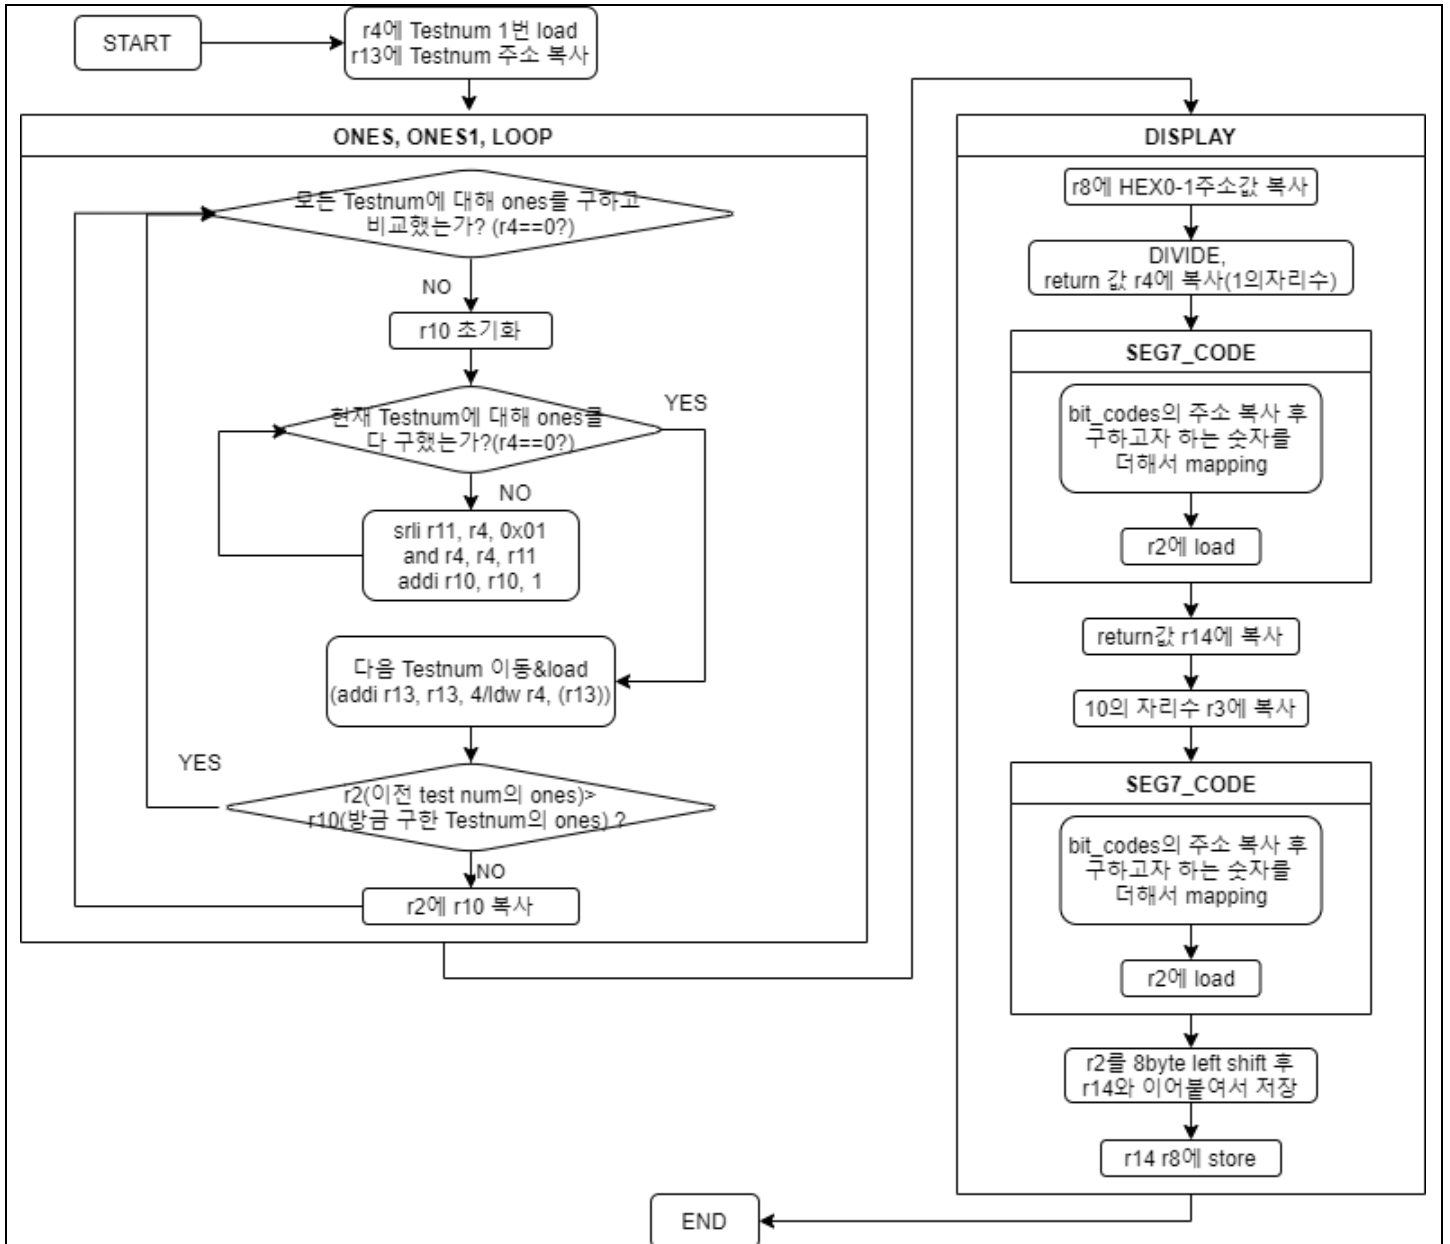 START
r4에 Testnum 1번 load
r13에 Testnum 주소 복사
ONES, ONES1, LOOP
모든 Testnum에 대해 ones를 구하고
비교했는가? (r4==0?)
NO
r10 초기화
현재 Testnum에 대해 ones를
다 구했는가?(r4==0?)
YES
NO
srli r11, r4, 0x01
and r4, r4, r11
addi r10, r10, 1
다음 Testnum 이동&load
(addi r13, r13, 4/ldw r4, (r13))
YES
r2(이전 test num의 ones)>
r10(방금 구한 Testnum의 ones) ?
NO
r2에 r10 복사
DISPLAY
r8에 HEX0-1주소값 복사
DIVIDE,
return 값 r4에 복사(1의자리수)
SEG7_CODE
bit_codes의 주소 복사 후
구하고자 하는 숫자를
더해서 mapping
r2에 load
return값 r14에 복사
10의 자리수 r3에 복사
SEG7_CODE
bit_codes의 주소 복사 후
구하고자 하는 숫자를
더해서 mapping
r2에 load
r2를 8byte left shift 후
r14와 이어붙여서 저장
r14 r8에 store
END